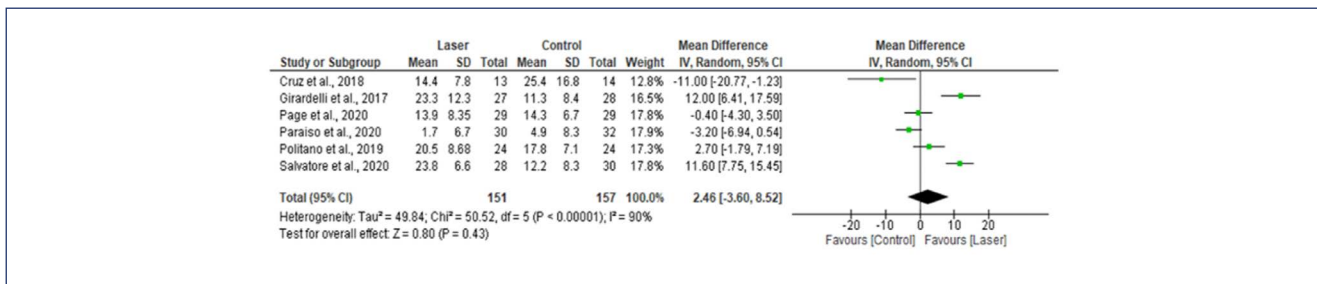 Laser Control Mean Difference Mean Difference
Study or Subgroup Mean SD Total Mean SD Total Weight IV, Random, 95% CI IV, Random, 95% CI
Cruz et al., 2018 14.4 7.8 13 25.4 16.8 14 12.8% -11.00 [-20.77, -1.23]
Girardelli et al., 2017 23.3 12.3 27 11.3 8.4 28 16.5% 12.00 [6.41, 17.59]
Page et al., 2020 13.9 8.35 29 14.3 6.7 29 17.8% -0.40 [-4.30, 3.50]
Paraiso et al., 2020 1.7 6.7 30 4.9 8.3 32 17.9% -3.20 [-6.94, 0.54]
Politano et al., 2019 20.5 8.68 24 17.8 7.1 24 17.3% 2.70 [-1.79, 7.19]
Salvatore et al., 2020 23.8 6.6 28 12.2 8.3 30 17.8% 11.60 [7.75, 15.45]
Total (95% CI) 151 157 100.0% 2.46 [-3.60, 8.52]
Heterogeneity: Tau² = 49.84; Chi² = 50.52, df = 5 (P < 0.00001); I² = 90%
Test for overall effect: Z = 0.80 (P = 0.43)
-20 -10 0 10 20
Favours [Control] Favours [Laser]